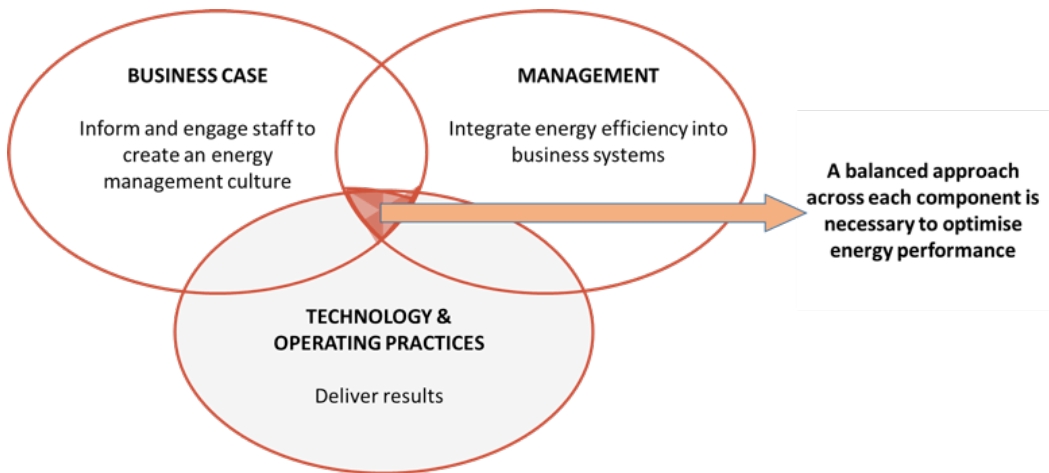 BUSINESS CASE
Inform and engage staff to
create an energy
management culture
MANAGEMENT
Integrate energy efficiency into
business systems
A balanced approach
across each component is
necessary to optimise
energy performance
TECHNOLOGY &
OPERATING PRACTICES
Deliver results